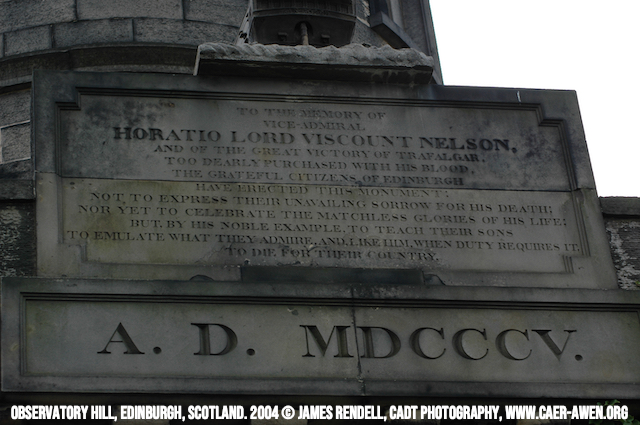 TO THE MEMORY OF
VICE-ADMIRAL
HORATIO LORD VISCOUNT NELSON,
AND OF THE GREAT VICTORY OF TRAFALGAR,
TOO DEARLY PURCHASED WITH HIS BLOOD,
THE GRATEFUL CITIZENS OF EDINBURGH
HAVE ERECTED THIS MONUMENT:
NOT TO EXPRESS THEIR UNAVAILING SORROW FOR HIS DEATH;
NOR YET TO CELEBRATE THE MATCHLESS GLORIES OF HIS LIFE;
BUT, BY HIS NOBLE EXAMPLE, TO TEACH THEIR SONS
TO EMULATE WHAT THEY ADMIRE, AND, LIKE HIM, WHEN DUTY REQUIRES IT,
TO DIE FOR THEIR COUNTRY.
A. D. MDCCCV.
OBSERVATORY HILL, EDINBURGH, SCOTLAND. 2004 © JAMES RENDELL, CADT PHOTOGRAPHY, WWW.CAER-AWEN.ORG